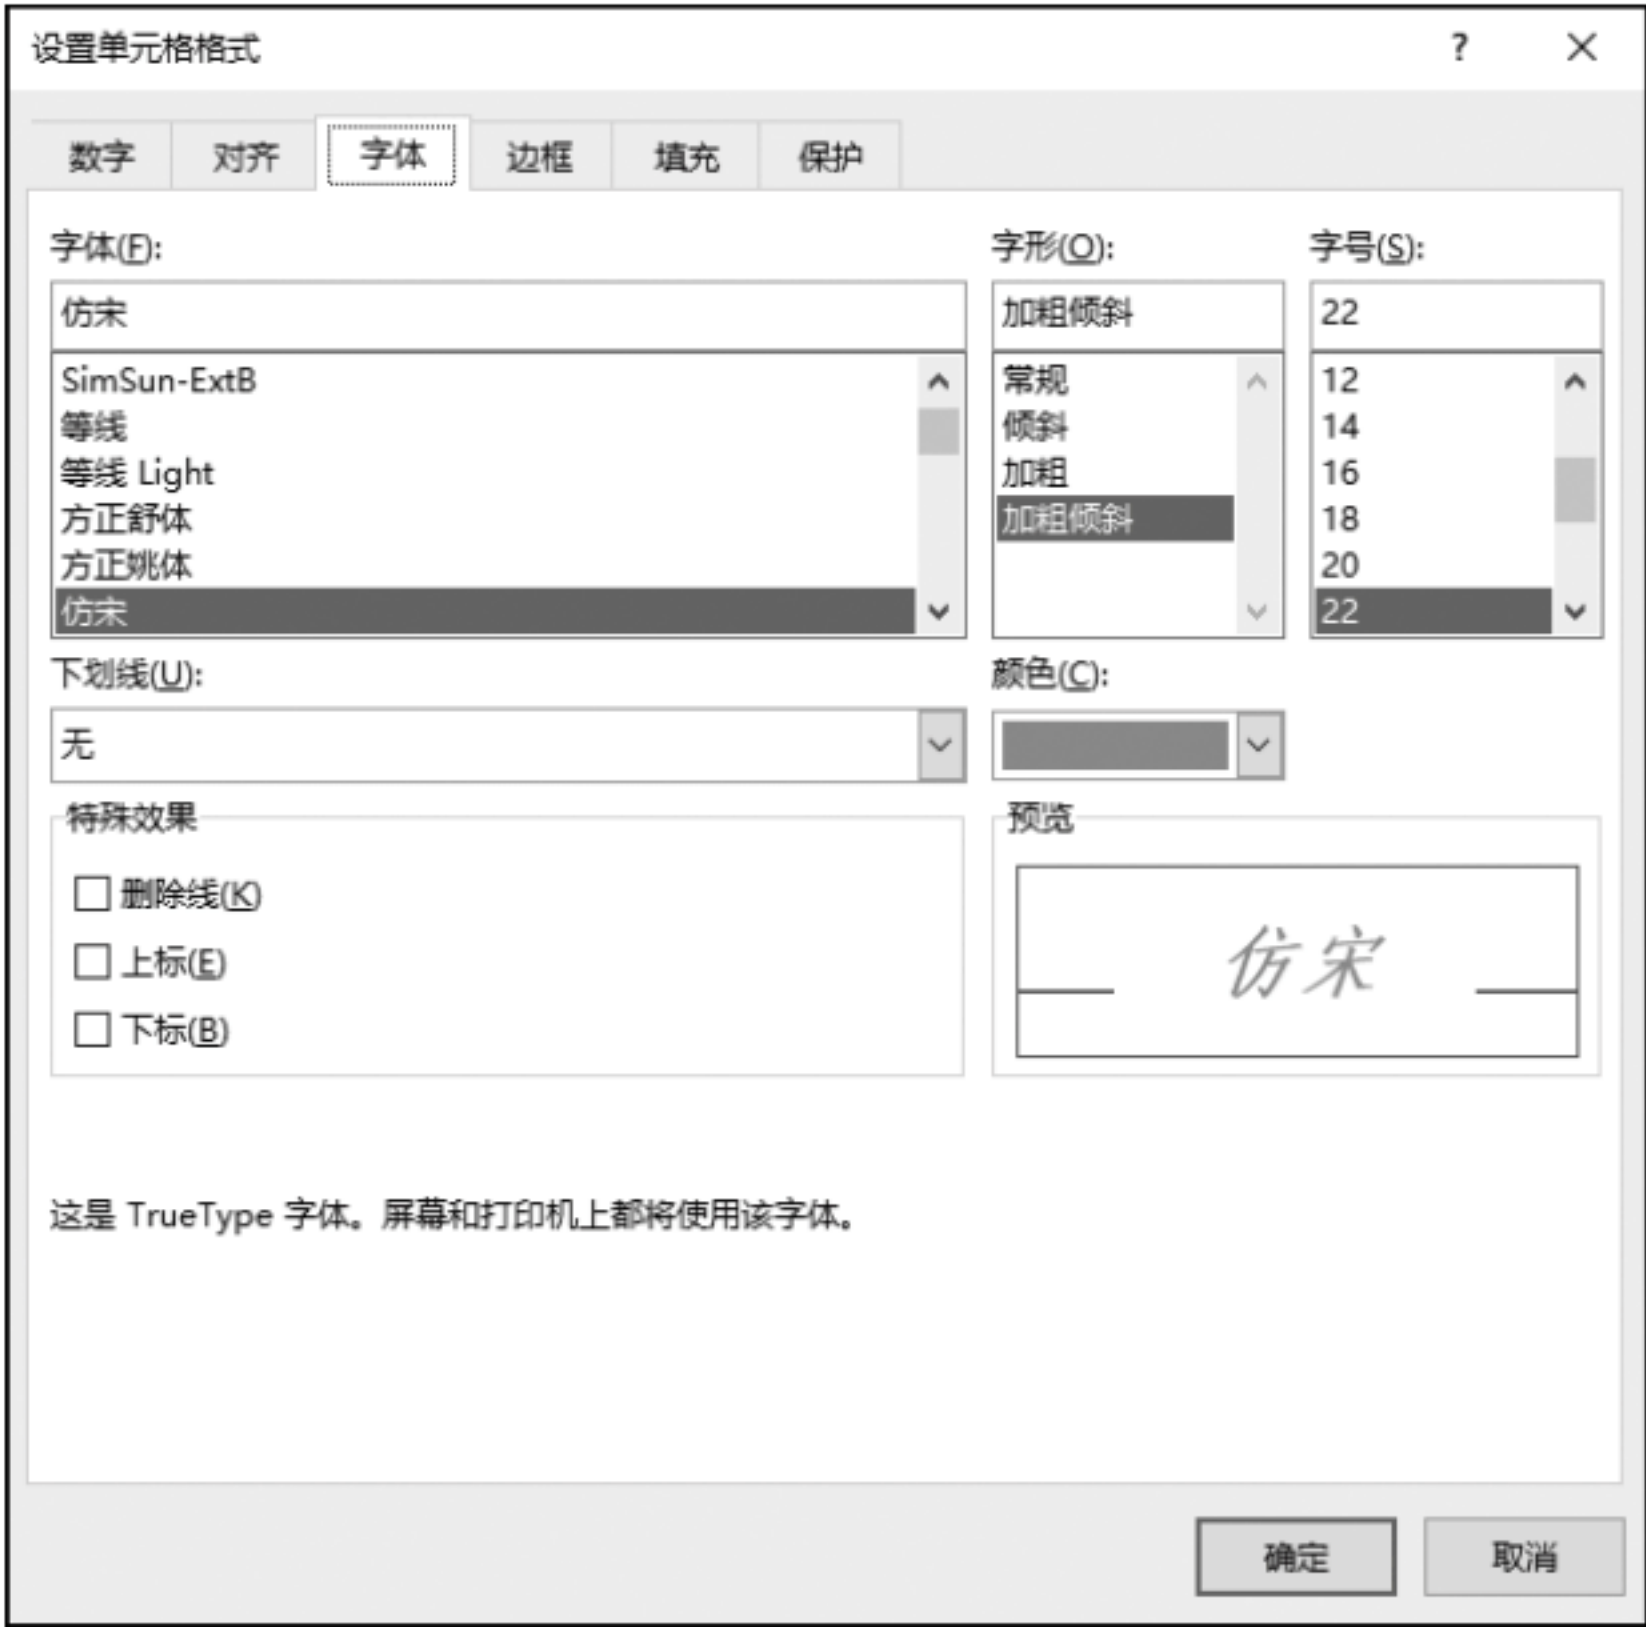 设置单元格格式
?
数字 对齐 字体 边框 填充 保护
字体(F): 字形(O): 字号(S):
仿宋 加粗倾斜 22
SimSun-ExtB 常规 12
等线 倾斜 14
等线 Light 加粗 16
方正舒体 加粗倾斜 18
方正姚体 20
仿宋 22
下划线(U): 颜色(C):
无
特殊效果 预览
删除线(K)
上标(E) 仿宋
下标(B)
这是 TrueType 字体。屏幕和打印机上都将使用该字体。
确定 取消